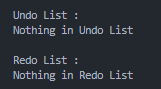 Undo List :
Nothing in Undo List
Redo List :
Nothing in Redo List